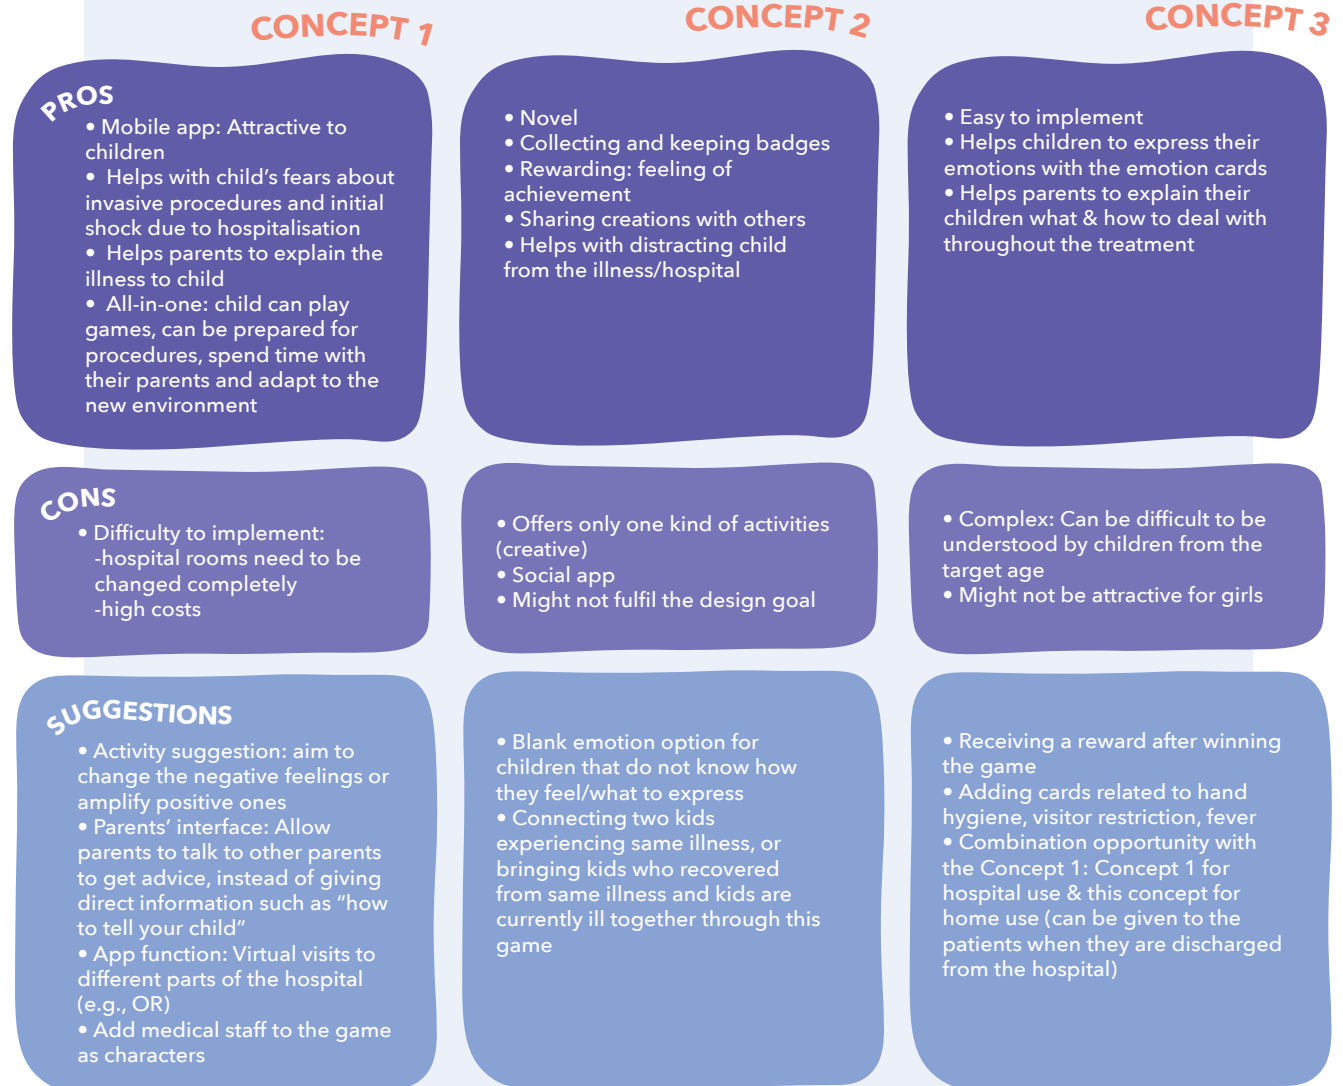 CONCEPT 1
CONCEPT 2
CONCEPT 3
PROS
• Mobile app: Attractive to
children
• Helps with child’s fears about
invasive procedures and initial
shock due to hospitalisation
• Helps parents to explain the
illness to child
• All-in-one: child can play
games, can be prepared for
procedures, spend time with
their parents and adapt to the
new environment
• Novel
• Collecting and keeping badges
• Rewarding: feeling of
achievement
• Sharing creations with others
• Helps with distracting child
from the illness/hospital
• Easy to implement
• Helps children to express their
emotions with the emotion cards
• Helps parents to explain their
children what & how to deal with
throughout the treatment
CONS
• Difficulty to implement:
-hospital rooms need to be
changed completely
-high costs
• Offers only one kind of activities
(creative)
• Social app
• Might not fulfil the design goal
• Complex: Can be difficult to be
understood by children from the
target age
• Might not be attractive for girls
SUGGESTIONS
• Activity suggestion: aim to
change the negative feelings or
amplify positive ones
• Parents’ interface: Allow
parents to talk to other parents
to get advice, instead of giving
direct information such as “how
to tell your child”
• App function: Virtual visits to
different parts of the hospital
(e.g., OR)
• Add medical staff to the game
as characters
• Blank emotion option for
children that do not know how
they feel/what to express
• Connecting two kids
experiencing same illness, or
bringing kids who recovered
from same illness and kids are
currently ill together through this
game
• Receiving a reward after winning
the game
• Adding cards related to hand
hygiene, visitor restriction, fever
• Combination opportunity with
the Concept 1: Concept 1 for
hospital use & this concept for
home use (can be given to the
patients when they are discharged
from the hospital)